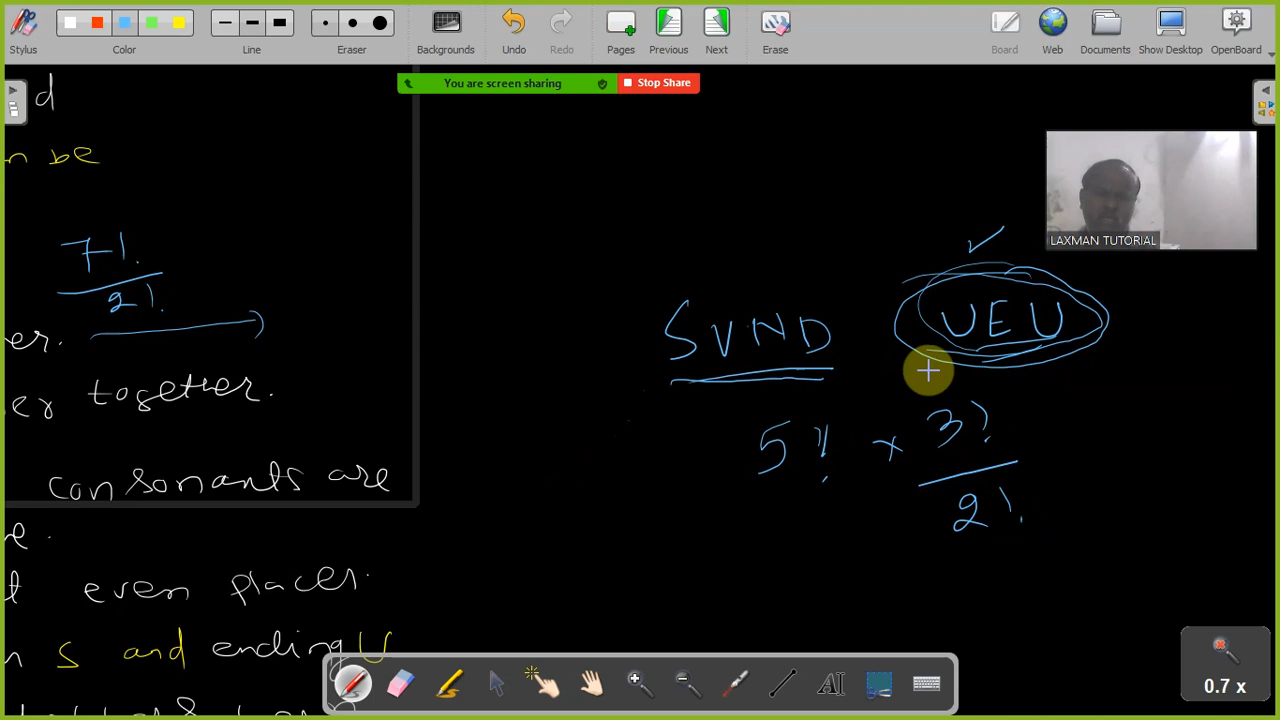 Stylus Color Line Eraser Backgrounds Undo Redo Pages Previous Next Erase Board Web Documents Show Desktop OpenBoard
You are screen sharing Stop Share
d
n be
LAXMAN TUTORIAL
7!
2!
SVND UEU
er.
er together.
5! × 3!
2!
consonants are
e.
t even places.
n s and ending U
AI
0.7 x